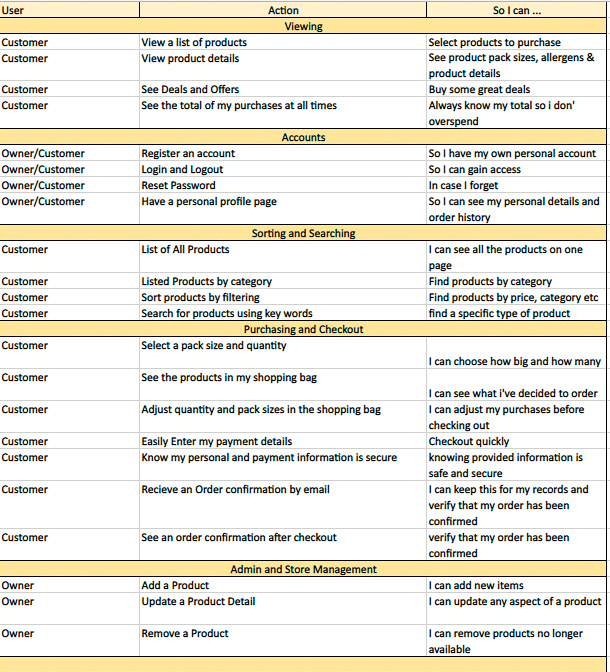 User Action So I can ...
Viewing
Customer View a list of products Select products to purchase
Customer View product details See product pack sizes, allergens &
product details
Customer See Deals and Offers Buy some great deals
Customer See the total of my purchases at all times Always know my total so i don'
overspend
Accounts
Owner/Customer Register an account So I have my own personal account
Owner/Customer Login and Logout So I can gain access
Owner/Customer Reset Password In case I forget
Owner/Customer Have a personal profile page So I can see my personal details and
order history
Sorting and Searching
Customer List of All Products I can see all the products on one
page
Customer Listed Products by category Find products by category
Customer Sort products by filtering Find products by price, category etc
Customer Search for products using key words find a specific type of product
Purchasing and Checkout
Customer Select a pack size and quantity
I can choose how big and how many
Customer See the products in my shopping bag
I can see what i've decided to order
Customer Adjust quantity and pack sizes in the shopping bag I can adjust my purchases before
checking out
Customer Easily Enter my payment details Checkout quickly
Customer Know my personal and payment information is secure knowing provided information is
safe and secure
Customer Recieve an Order confirmation by email I can keep this for my records and
verify that my order has been
confirmed
Customer See an order confirmation after checkout verify that my order has been
confirmed
Admin and Store Management
Owner Add a Product I can add new items
Owner Update a Product Detail I can update any aspect of a product
Owner Remove a Product I can remove products no longer
available